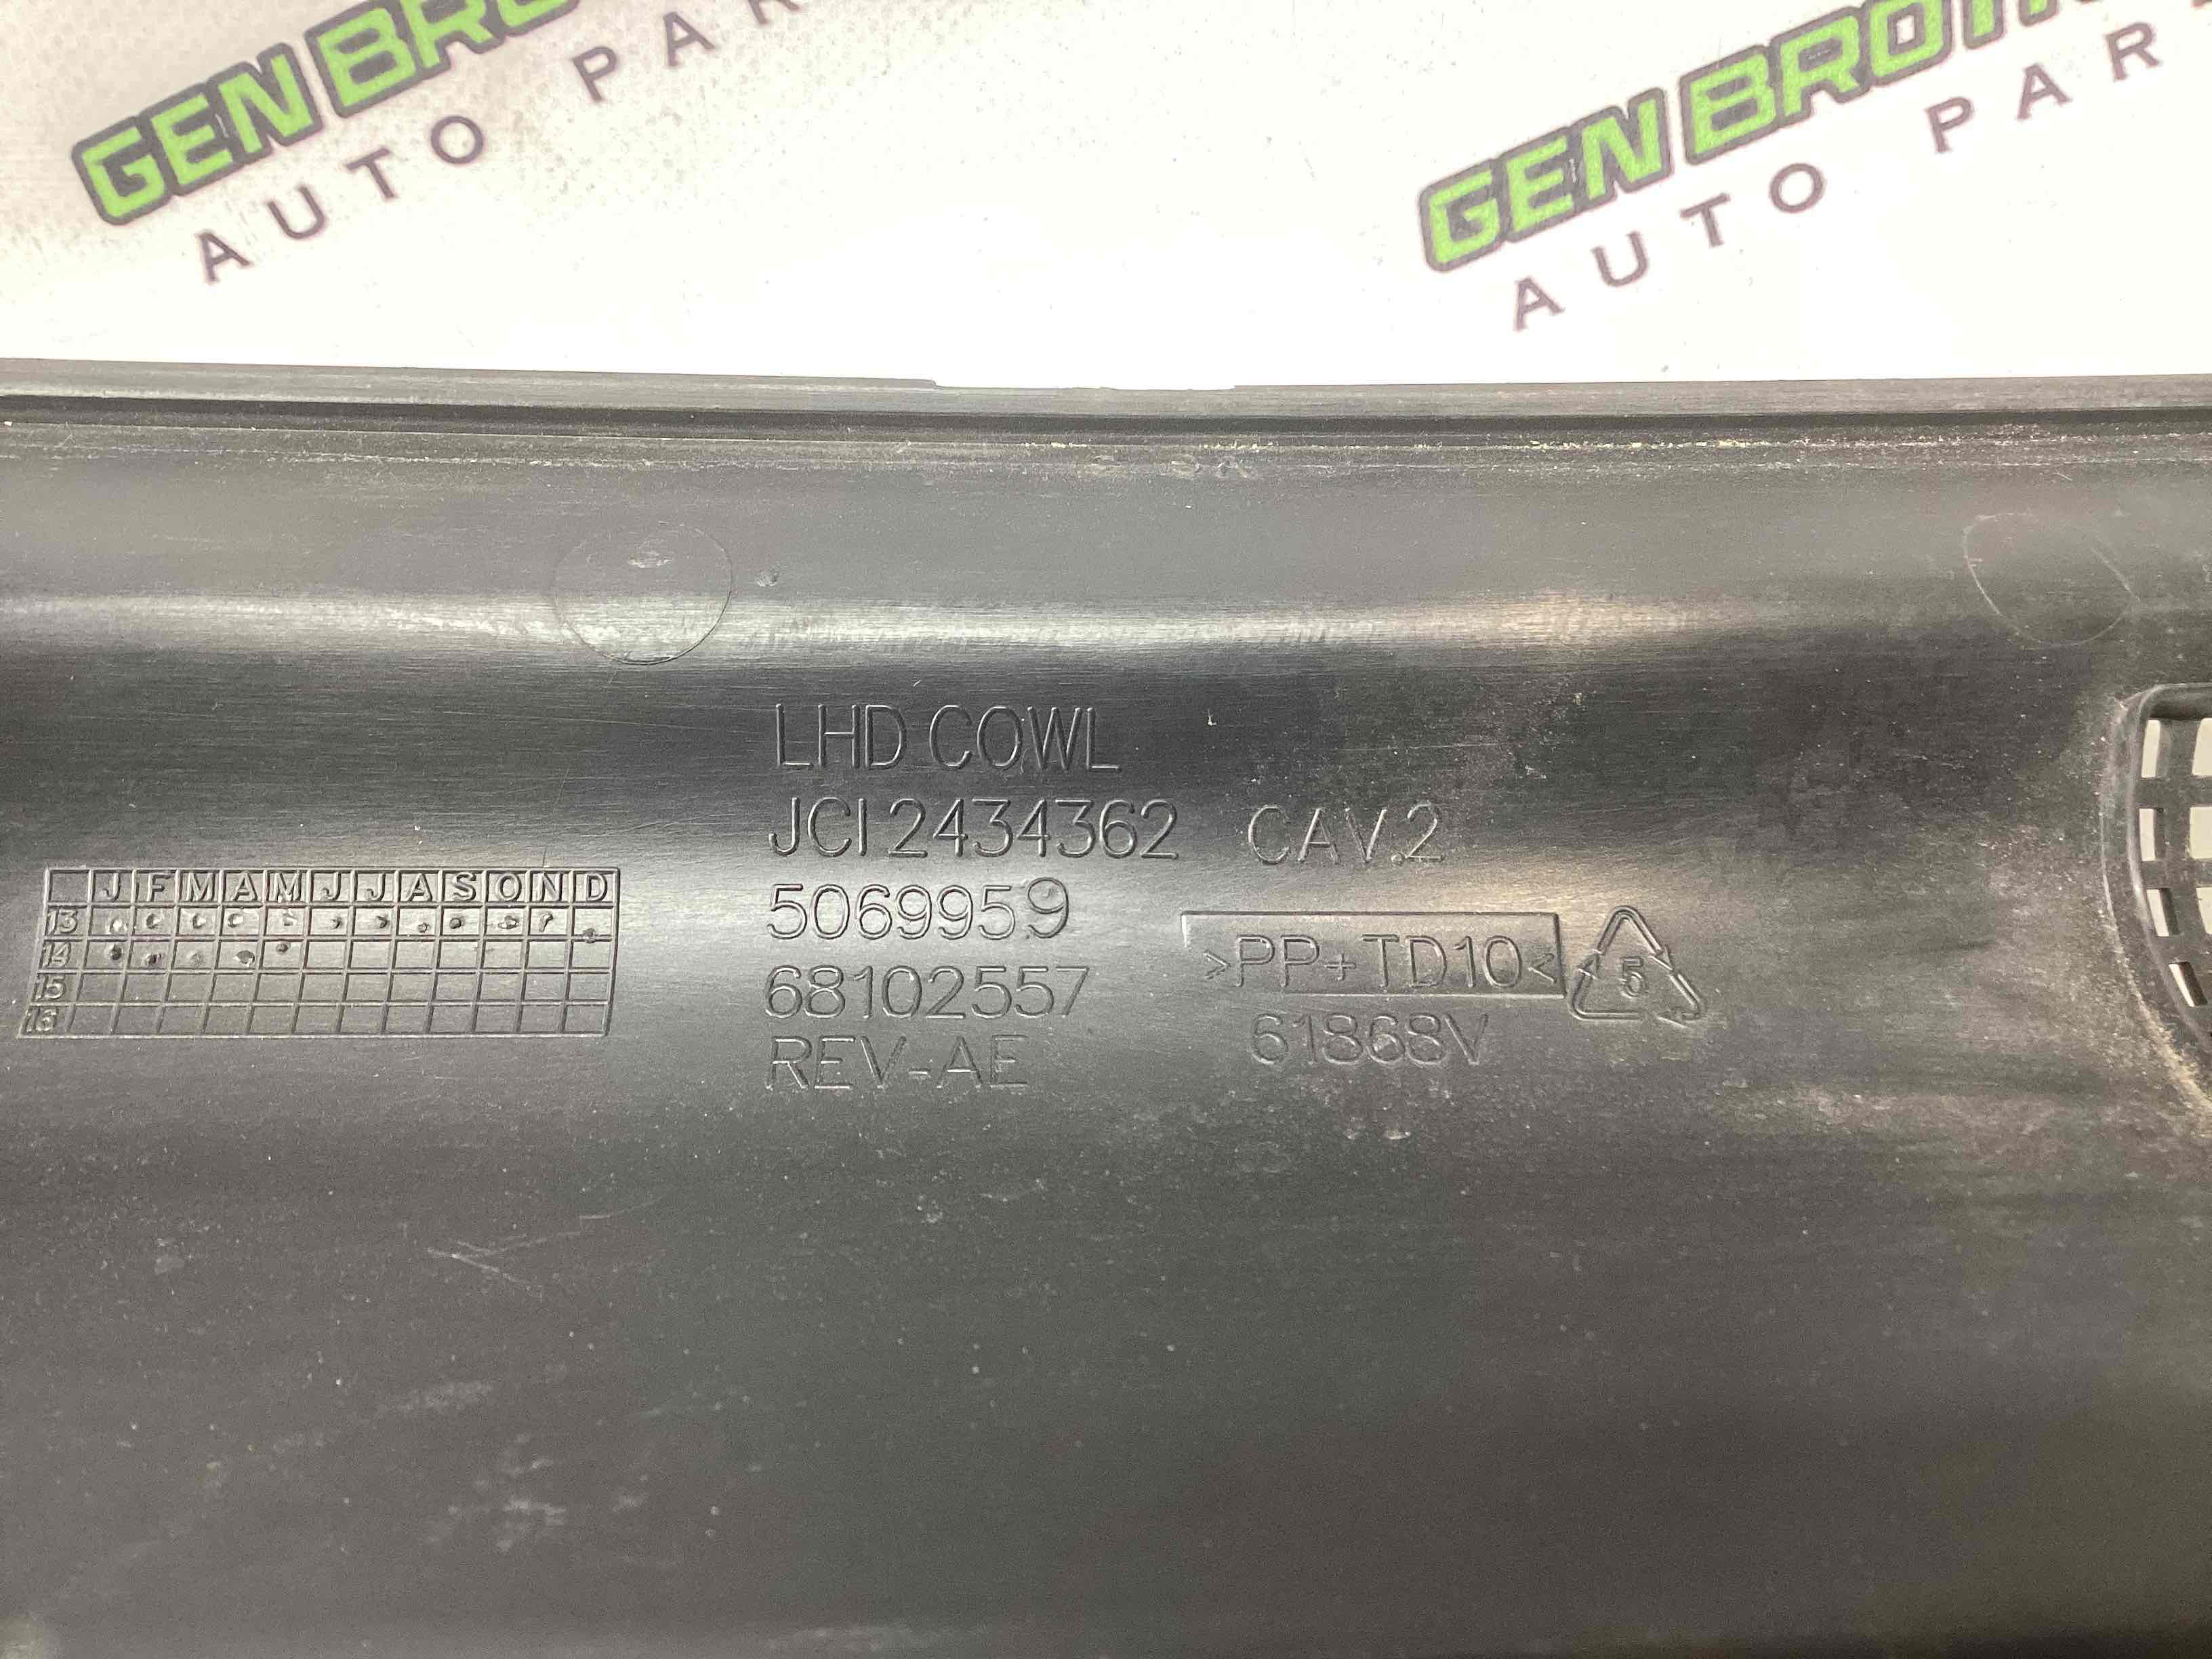 GEN BRO
AUTO PAR
GEN BROTH
AUTO PAR
LHD COWL
JCI 2434362 CAV.2
J F M A M J J A S O N D
13
14
15
16
5069959
68102557
REV-AE
>PP+TD10<
5
61868V